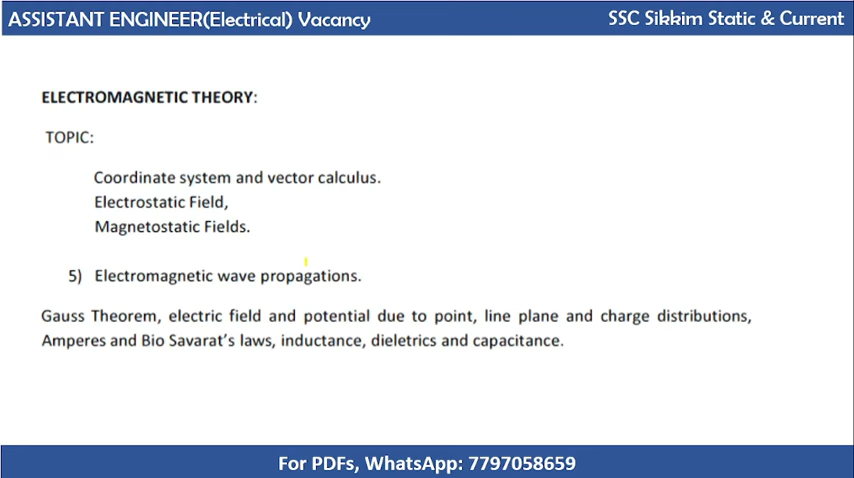 ASSISTANT ENGINEER(Electrical) Vacancy
SSC Sikkim Static & Current
ELECTROMAGNETIC THEORY:
TOPIC:
Coordinate system and vector calculus.
Electrostatic Field,
Magnetostatic Fields.
5) Electromagnetic wave propagations.
Gauss Theorem, electric field and potential due to point, line plane and charge distributions,
Amperes and Bio Savarat's laws, inductance, dieletrics and capacitance.
For PDFs, WhatsApp: 7797058659